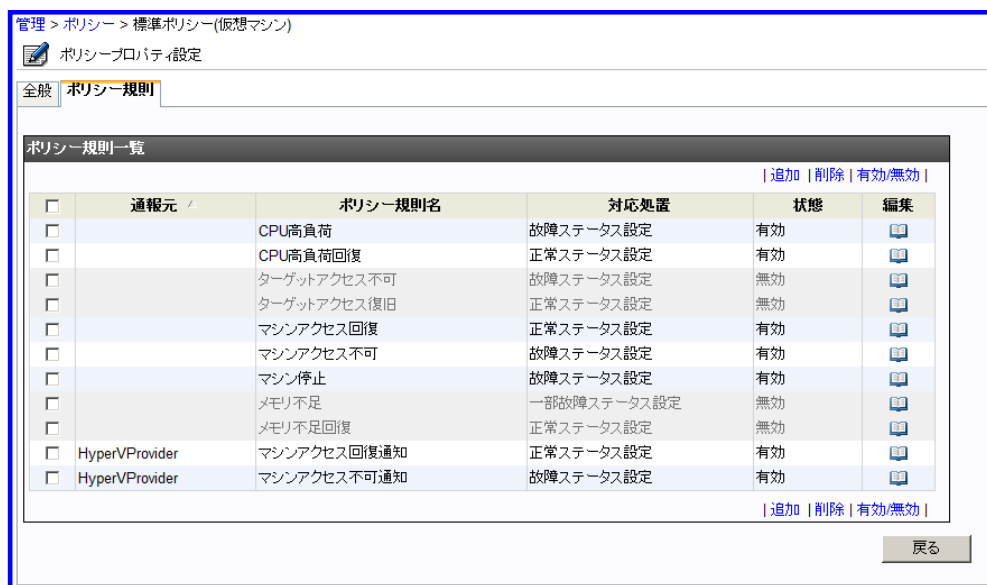 管理 > ポリシー > 標準ポリシー(仮想マシン)
ポリシープロパティ設定
全般 ポリシー規則
ポリシー規則一覧
| 追加 | 削除 | 有効/無効 |
通報元 ポリシー規則名 対応処置 状態 編集
CPU高負荷 故障ステータス設定 有効
CPU高負荷回復 正常ステータス設定 有効
ターゲットアクセス不可 故障ステータス設定 無効
ターゲットアクセス復旧 正常ステータス設定 無効
マシンアクセス回復 正常ステータス設定 有効
マシンアクセス不可 故障ステータス設定 有効
マシン停止 故障ステータス設定 有効
メモリ不足 一部故障ステータス設定 無効
メモリ不足回復 正常ステータス設定 無効
HyperVProvider マシンアクセス回復通知 正常ステータス設定 有効
HyperVProvider マシンアクセス不可通知 故障ステータス設定 有効
| 追加 | 削除 | 有効/無効 |
戻る